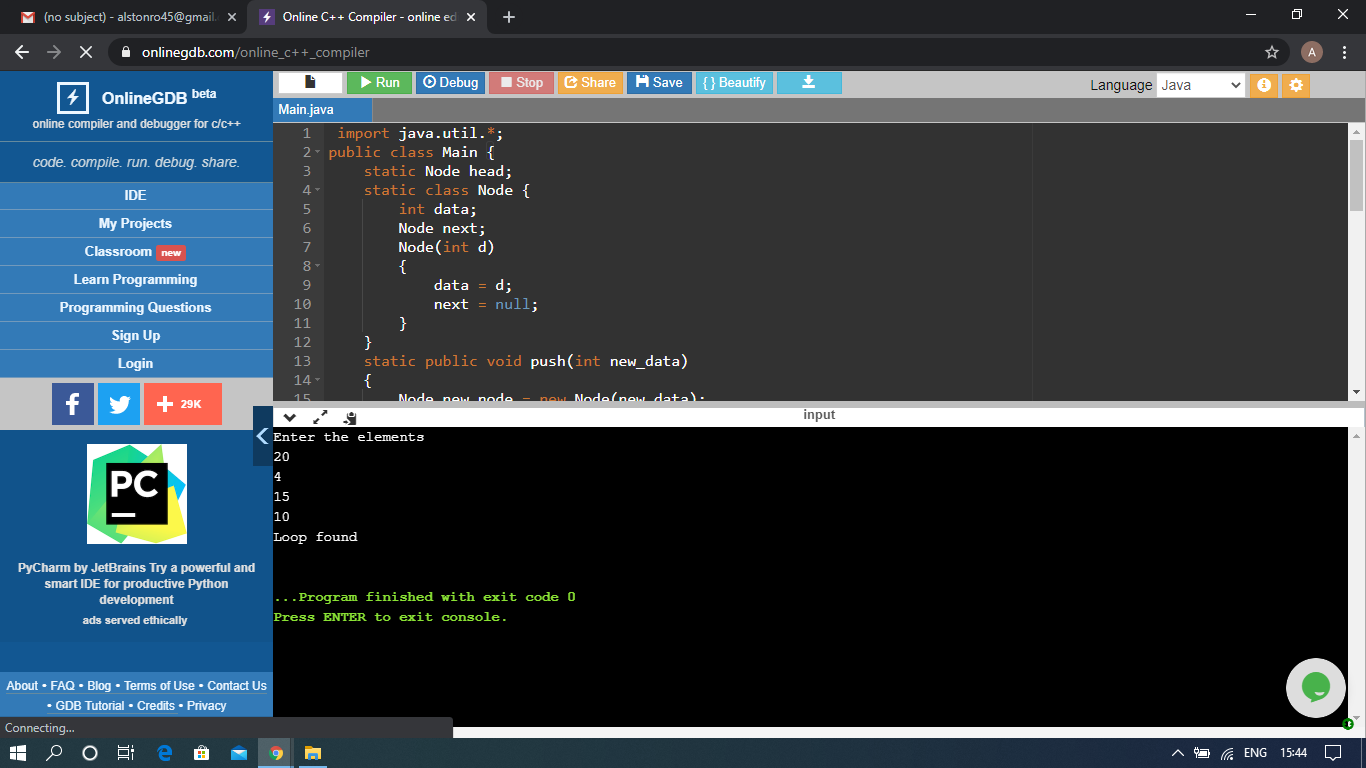 (no subject) - alstonro45@gmail.
Online C++ Compiler - online ed
onlinegdb.com/online_c++_compiler
A
OnlineGDB beta
online compiler and debugger for c/c++
code. compile. run. debug. share.
IDE
My Projects
Classroom new
Learn Programming
Programming Questions
Sign Up
Login
f
+ 29K
PC
PyCharm by JetBrains Try a powerful and
smart IDE for productive Python
development
ads served ethically
About • FAQ • Blog • Terms of Use • Contact Us
• GDB Tutorial • Credits • Privacy
Connecting...
Run Debug Stop Share Save { } Beautify
Language Java
Main.java
1 import java.util.*;
2 public class Main {
3 static Node head;
4 static class Node {
5 int data;
6 Node next;
7 Node(int d)
8 {
9 data = d;
10 next = null;
11 }
12 }
13 static public void push(int new_data)
14 {
15 Node new_node = new Node(new_data);
input
Enter the elements
20
4
15
10
Loop found
...Program finished with exit code 0
Press ENTER to exit console.
ENG 15:44